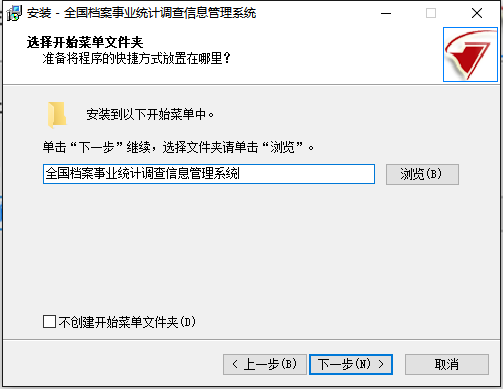 安装 - 全国档案事业统计调查信息管理系统
选择开始菜单文件夹
准备将程序的快捷方式放置在哪里？
安装到以下开始菜单中。
单击“下一步”继续，选择文件夹请单击“浏览”。
全国档案事业统计调查信息管理系统
浏览(B)
不创建开始菜单文件夹(D)
< 上一步(B)
下一步(N) >
取消